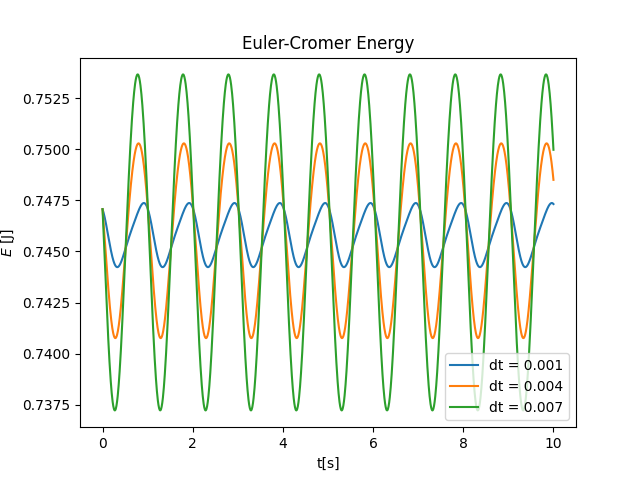 Euler-Cromer Energy
E [J]
0.7525
0.7500
0.7475
0.7450
0.7425
0.7400
0.7375
dt = 0.001
dt = 0.004
dt = 0.007
0 2 4 6 8 10
t[s]